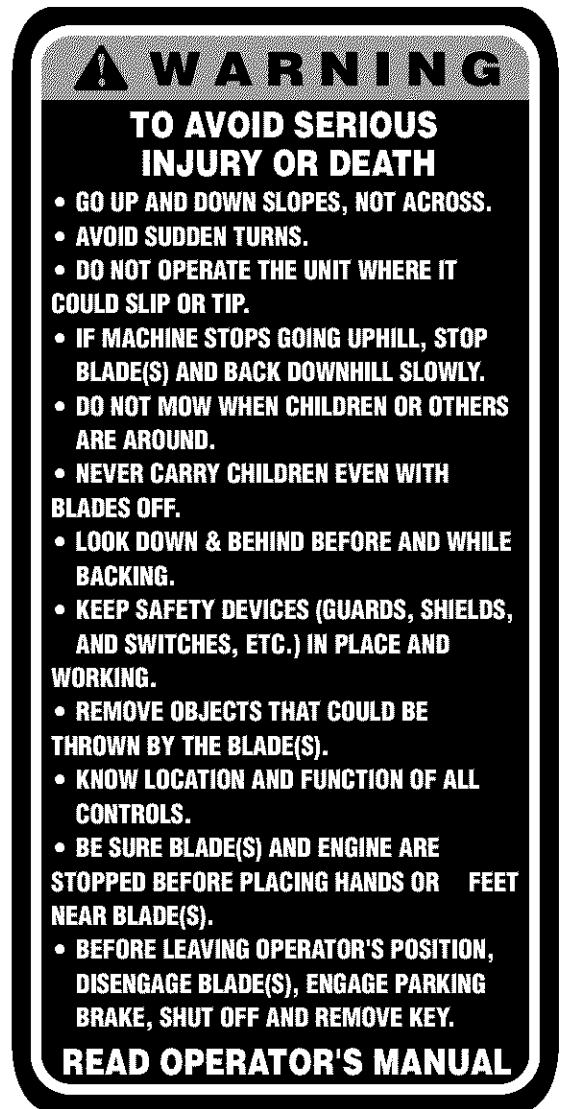 WARNING
TO AVOID SERIOUS
INJURY OR DEATH
• GO UP AND DOWN SLOPES, NOT ACROSS.
• AVOID SUDDEN TURNS.
• DO NOT OPERATE THE UNIT WHERE IT
COULD SLIP OR TIP.
• IF MACHINE STOPS GOING UPHILL, STOP
BLADE(S) AND BACK DOWNHILL SLOWLY.
• DO NOT MOW WHEN CHILDREN OR OTHERS
ARE AROUND.
• NEVER CARRY CHILDREN EVEN WITH
BLADES OFF.
• LOOK DOWN & BEHIND BEFORE AND WHILE
BACKING.
• KEEP SAFETY DEVICES (GUARDS, SHIELDS,
AND SWITCHES, ETC.) IN PLACE AND
WORKING.
• REMOVE OBJECTS THAT COULD BE
THROWN BY THE BLADE(S).
• KNOW LOCATION AND FUNCTION OF ALL
CONTROLS.
• BE SURE BLADE(S) AND ENGINE ARE
STOPPED BEFORE PLACING HANDS OR FEET
NEAR BLADE(S).
• BEFORE LEAVING OPERATOR'S POSITION,
DISENGAGE BLADE(S), ENGAGE PARKING
BRAKE, SHUT OFF AND REMOVE KEY.
READ OPERATOR'S MANUAL